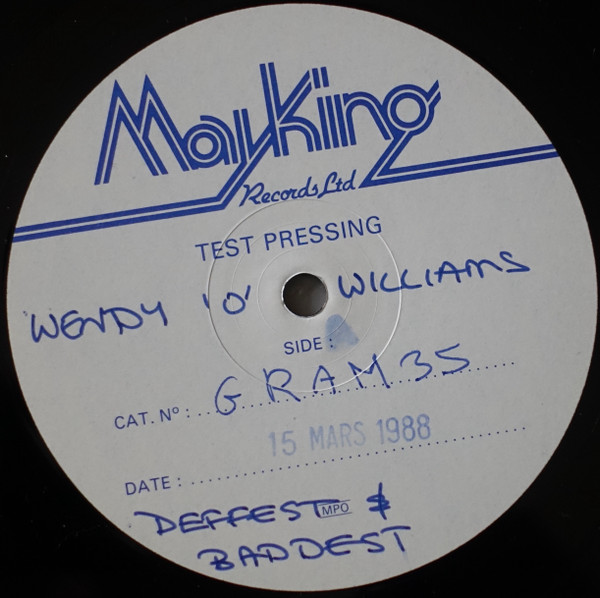 MayKing
Records Ltd
TEST PRESSING
WENDY 'O' WILLIAMS
SIDE : A
CAT. Nº : GRAM 35
15 MARS 1988
DATE :
DEFFEST &
MPO
BADDEST